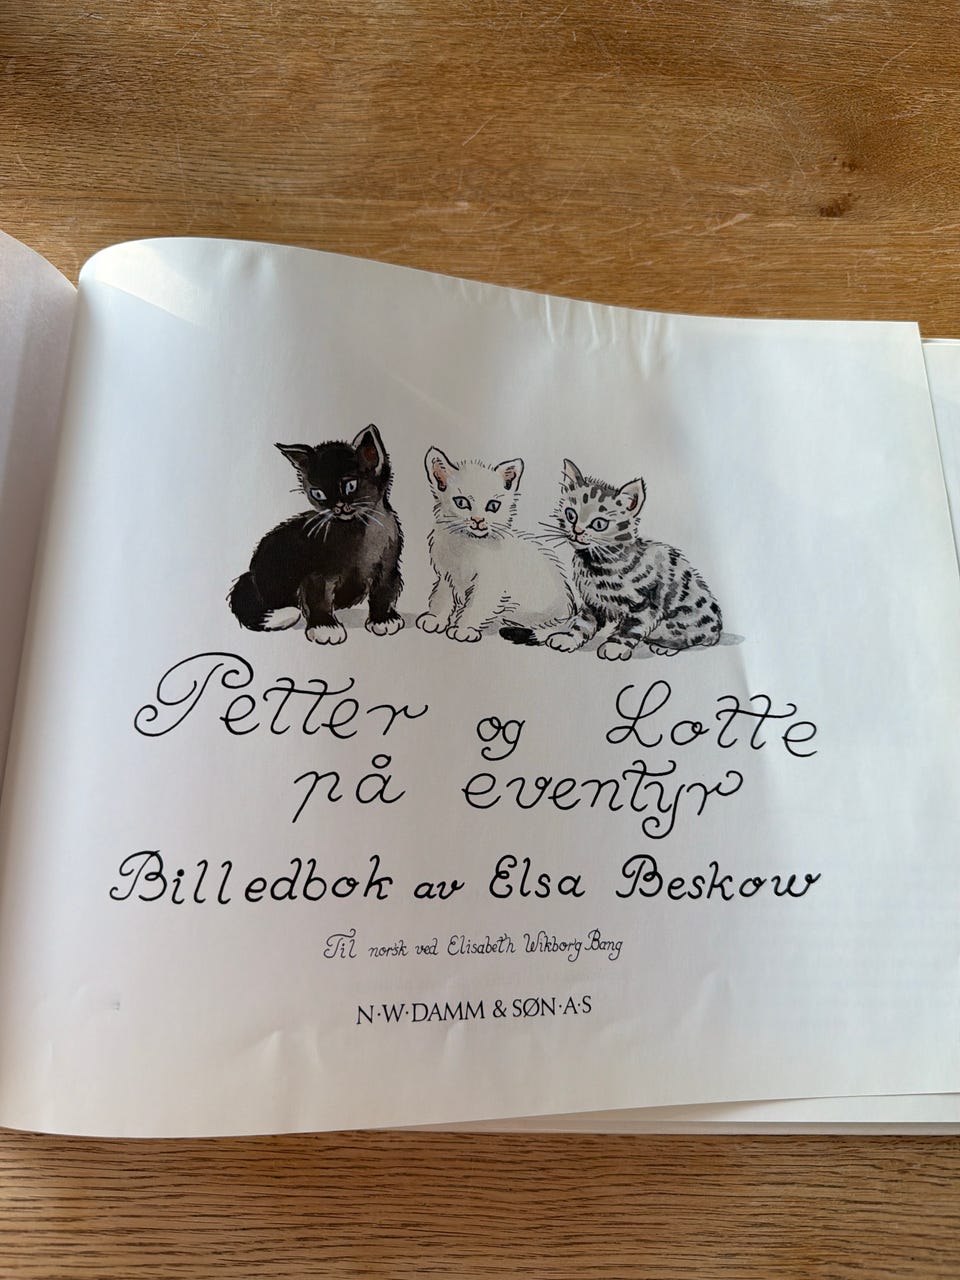 Petter og Lotte
på eventyr
Billedbok av Elsa Beskow
Til norsk ved Elisabeth Wikborg Bang
N·W·DAMM & SØN·A·S